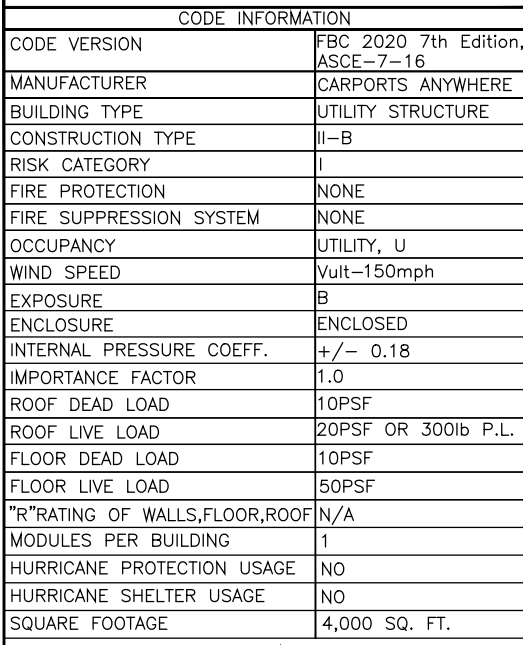 CODE INFORMATION
CODE VERSION FBC 2020 7th Edition,
ASCE-7-16
MANUFACTURER CARPORTS ANYWHERE
BUILDING TYPE UTILITY STRUCTURE
CONSTRUCTION TYPE II-B
RISK CATEGORY I
FIRE PROTECTION NONE
FIRE SUPPRESSION SYSTEM NONE
OCCUPANCY UTILITY, U
WIND SPEED Vult-150mph
EXPOSURE B
ENCLOSURE ENCLOSED
INTERNAL PRESSURE COEFF. +/- 0.18
IMPORTANCE FACTOR 1.0
ROOF DEAD LOAD 10PSF
ROOF LIVE LOAD 20PSF OR 300lb P.L.
FLOOR DEAD LOAD 10PSF
FLOOR LIVE LOAD 50PSF
"R"RATING OF WALLS,FLOOR,ROOF N/A
MODULES PER BUILDING 1
HURRICANE PROTECTION USAGE NO
HURRICANE SHELTER USAGE NO
SQUARE FOOTAGE 4,000 SQ. FT.